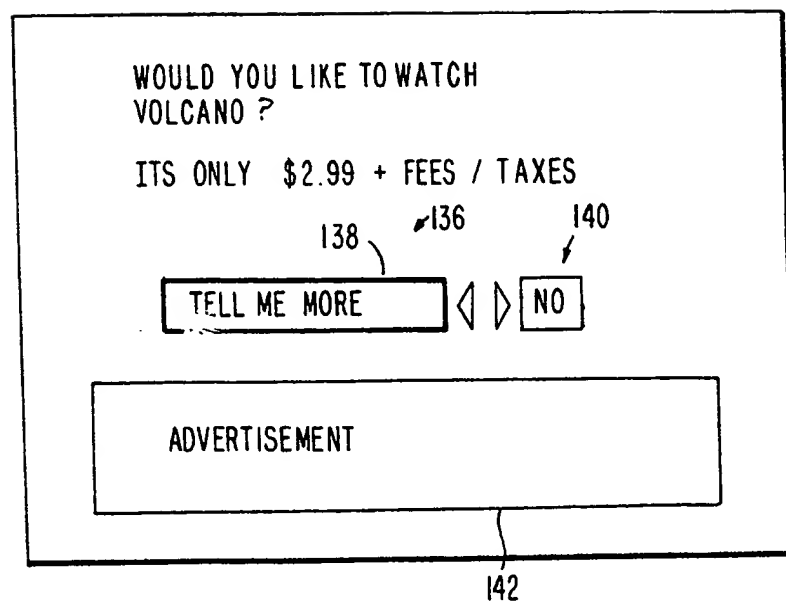 WOULD YOU LIKE TO WATCH
VOLCANO ?
ITS ONLY $2.99 + FEES / TAXES
138 136 140
TELL ME MORE NO
ADVERTISEMENT
142